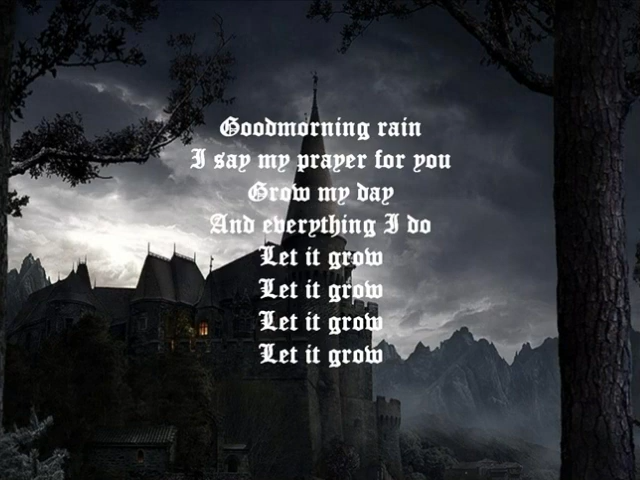 Goodmorning rain
I say my prayer for you
Grow my day
And everything I do
Let it grow
Let it grow
Let it grow
Let it grow